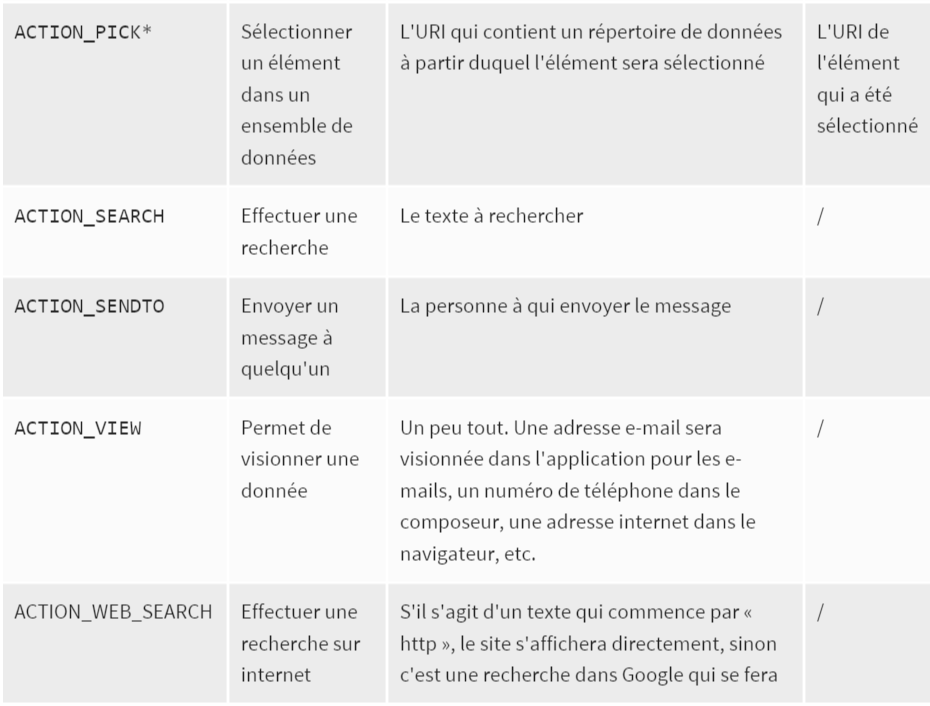 ACTION_PICK*
Sélectionner
un élément
dans un
ensemble de
données
L'URI qui contient un répertoire de données
à partir duquel l'élément sera sélectionné
L'URI de
l'élément
qui a été
sélectionné
ACTION_SEARCH
Effectuer une
recherche
Le texte à rechercher
/
ACTION_SENDTO
Envoyer un
message à
quelqu'un
La personne à qui envoyer le message
/
ACTION_VIEW
Permet de
visionner une
donnée
Un peu tout. Une adresse e-mail sera
visionnée dans l'application pour les e-
mails, un numéro de téléphone dans le
composeur, une adresse internet dans le
navigateur, etc.
/
ACTION_WEB_SEARCH
Effectuer une
recherche sur
internet
S'il s'agit d'un texte qui commence par «
http », le site s'affichera directement, sinon
c'est une recherche dans Google qui se fera
/